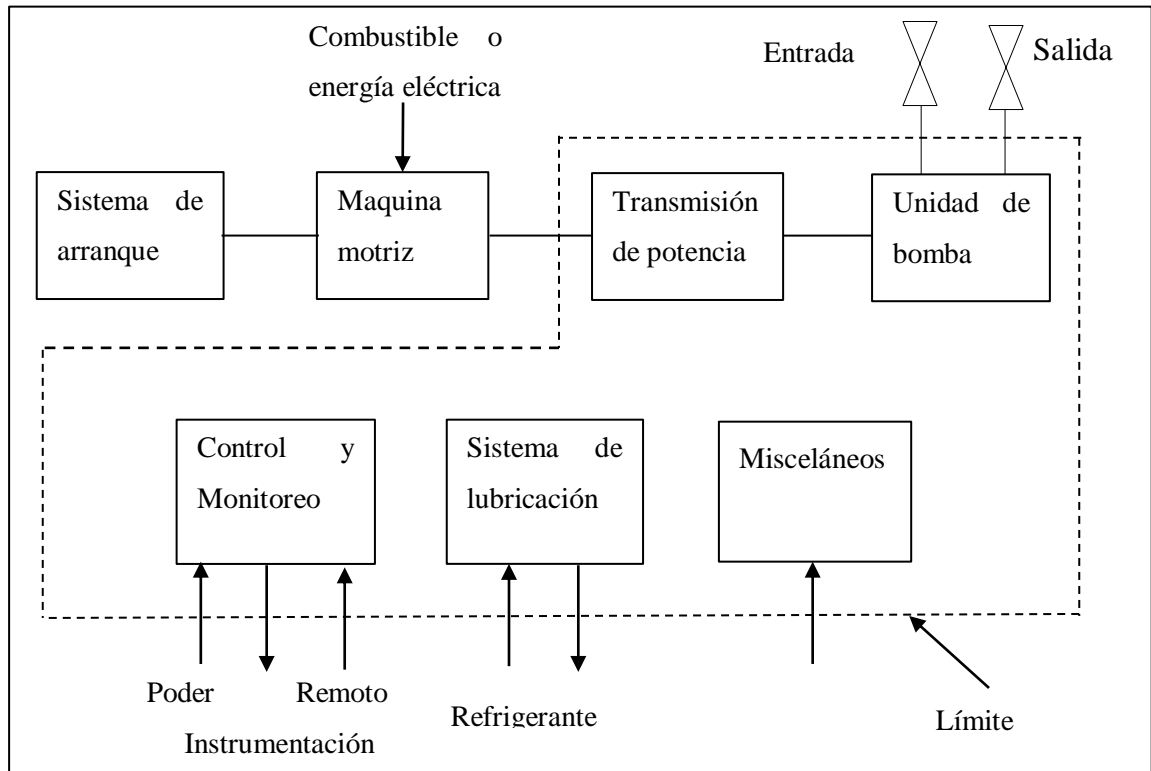 Combustible o
energía eléctrica
Entrada
Salida
Sistema de
arranque
Maquina
motriz
Transmisión
de potencia
Unidad de
bomba
Control y
Monitoreo
Sistema de
lubricación
Misceláneos
Poder
Remoto
Instrumentación
Refrigerante
Límite